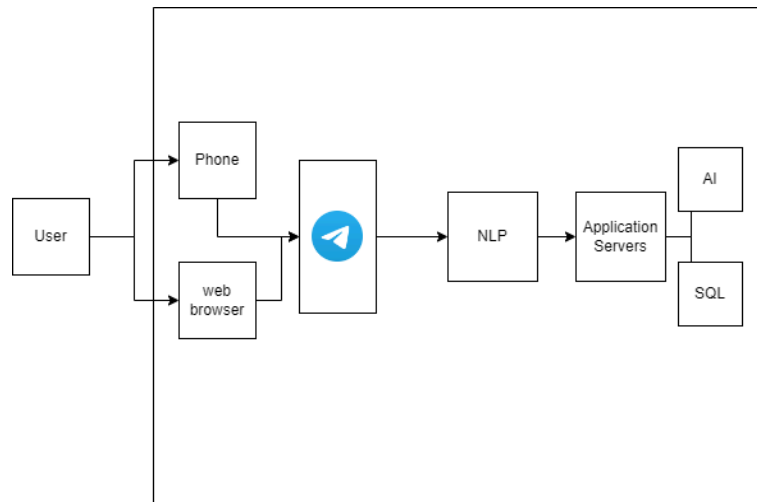 User
Phone
web
browser
NLP
Application
Servers
AI
SQL